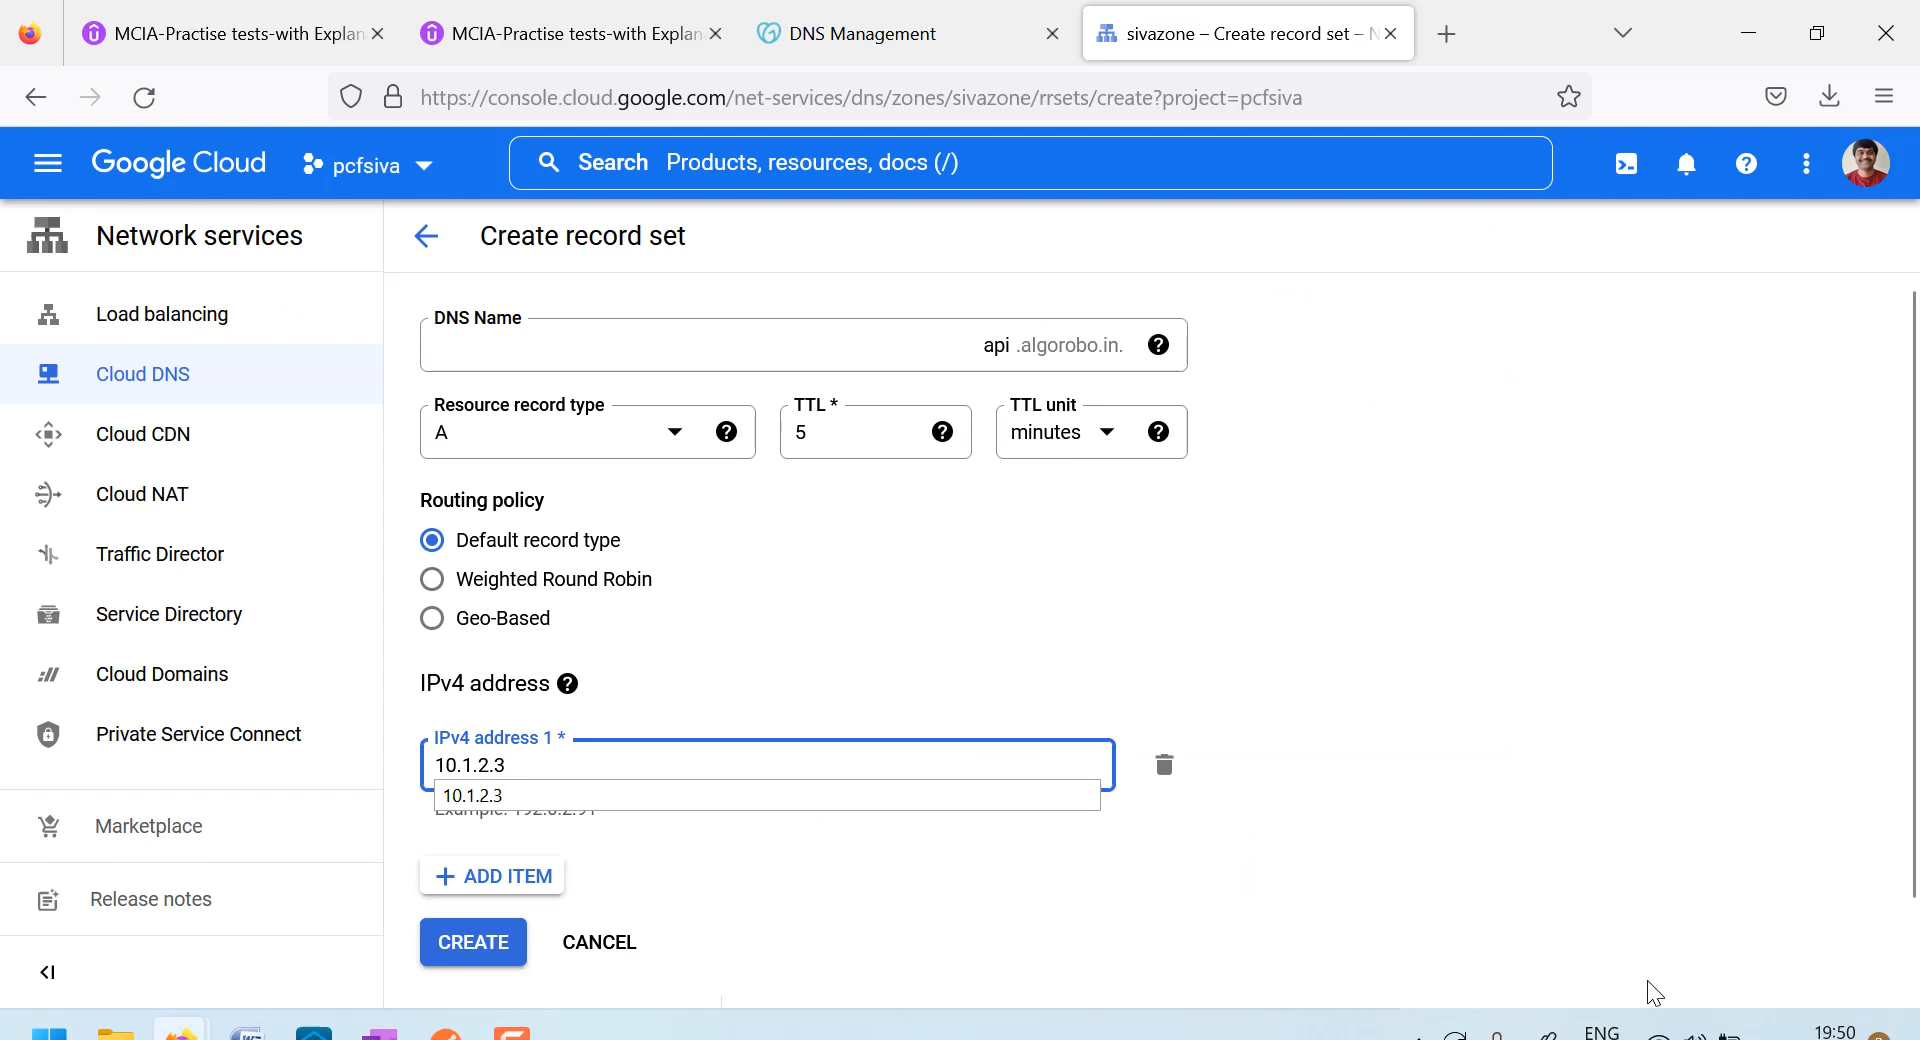 MCIA-Practise tests-with Explan
MCIA-Practise tests-with Explan
DNS Management
sivazone – Create record set –
https://console.cloud.google.com/net-services/dns/zones/sivazone/rrsets/create?project=pcfsiva
Google Cloud
pcfsiva
Search Products, resources, docs (/)
Network services
Create record set
Load balancing
Cloud DNS
Cloud CDN
Cloud NAT
Traffic Director
Service Directory
Cloud Domains
Private Service Connect
Marketplace
Release notes
DNS Name
api .algorobo.in.
Resource record type
A
TTL *
5
TTL unit
minutes
Routing policy
Default record type
Weighted Round Robin
Geo-Based
IPv4 address
IPv4 address 1 *
10.1.2.3
10.1.2.3
+ ADD ITEM
CREATE
CANCEL
ENG
19:50